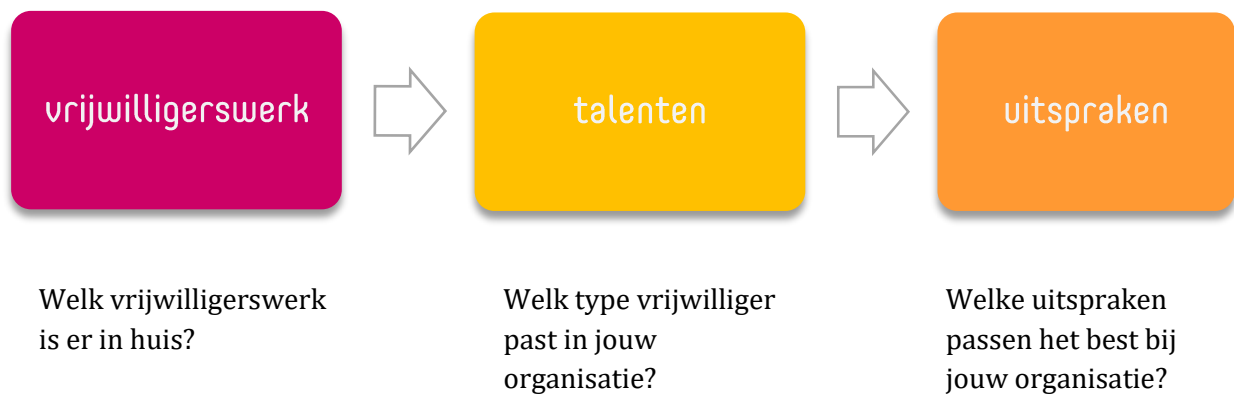 vrijwilligerswerk
talenten
uitspraken
Welk vrijwilligerswerk
is er in huis?
Welk type vrijwilliger
past in jouw
organisatie?
Welke uitspraken
passen het best bij
jouw organisatie?